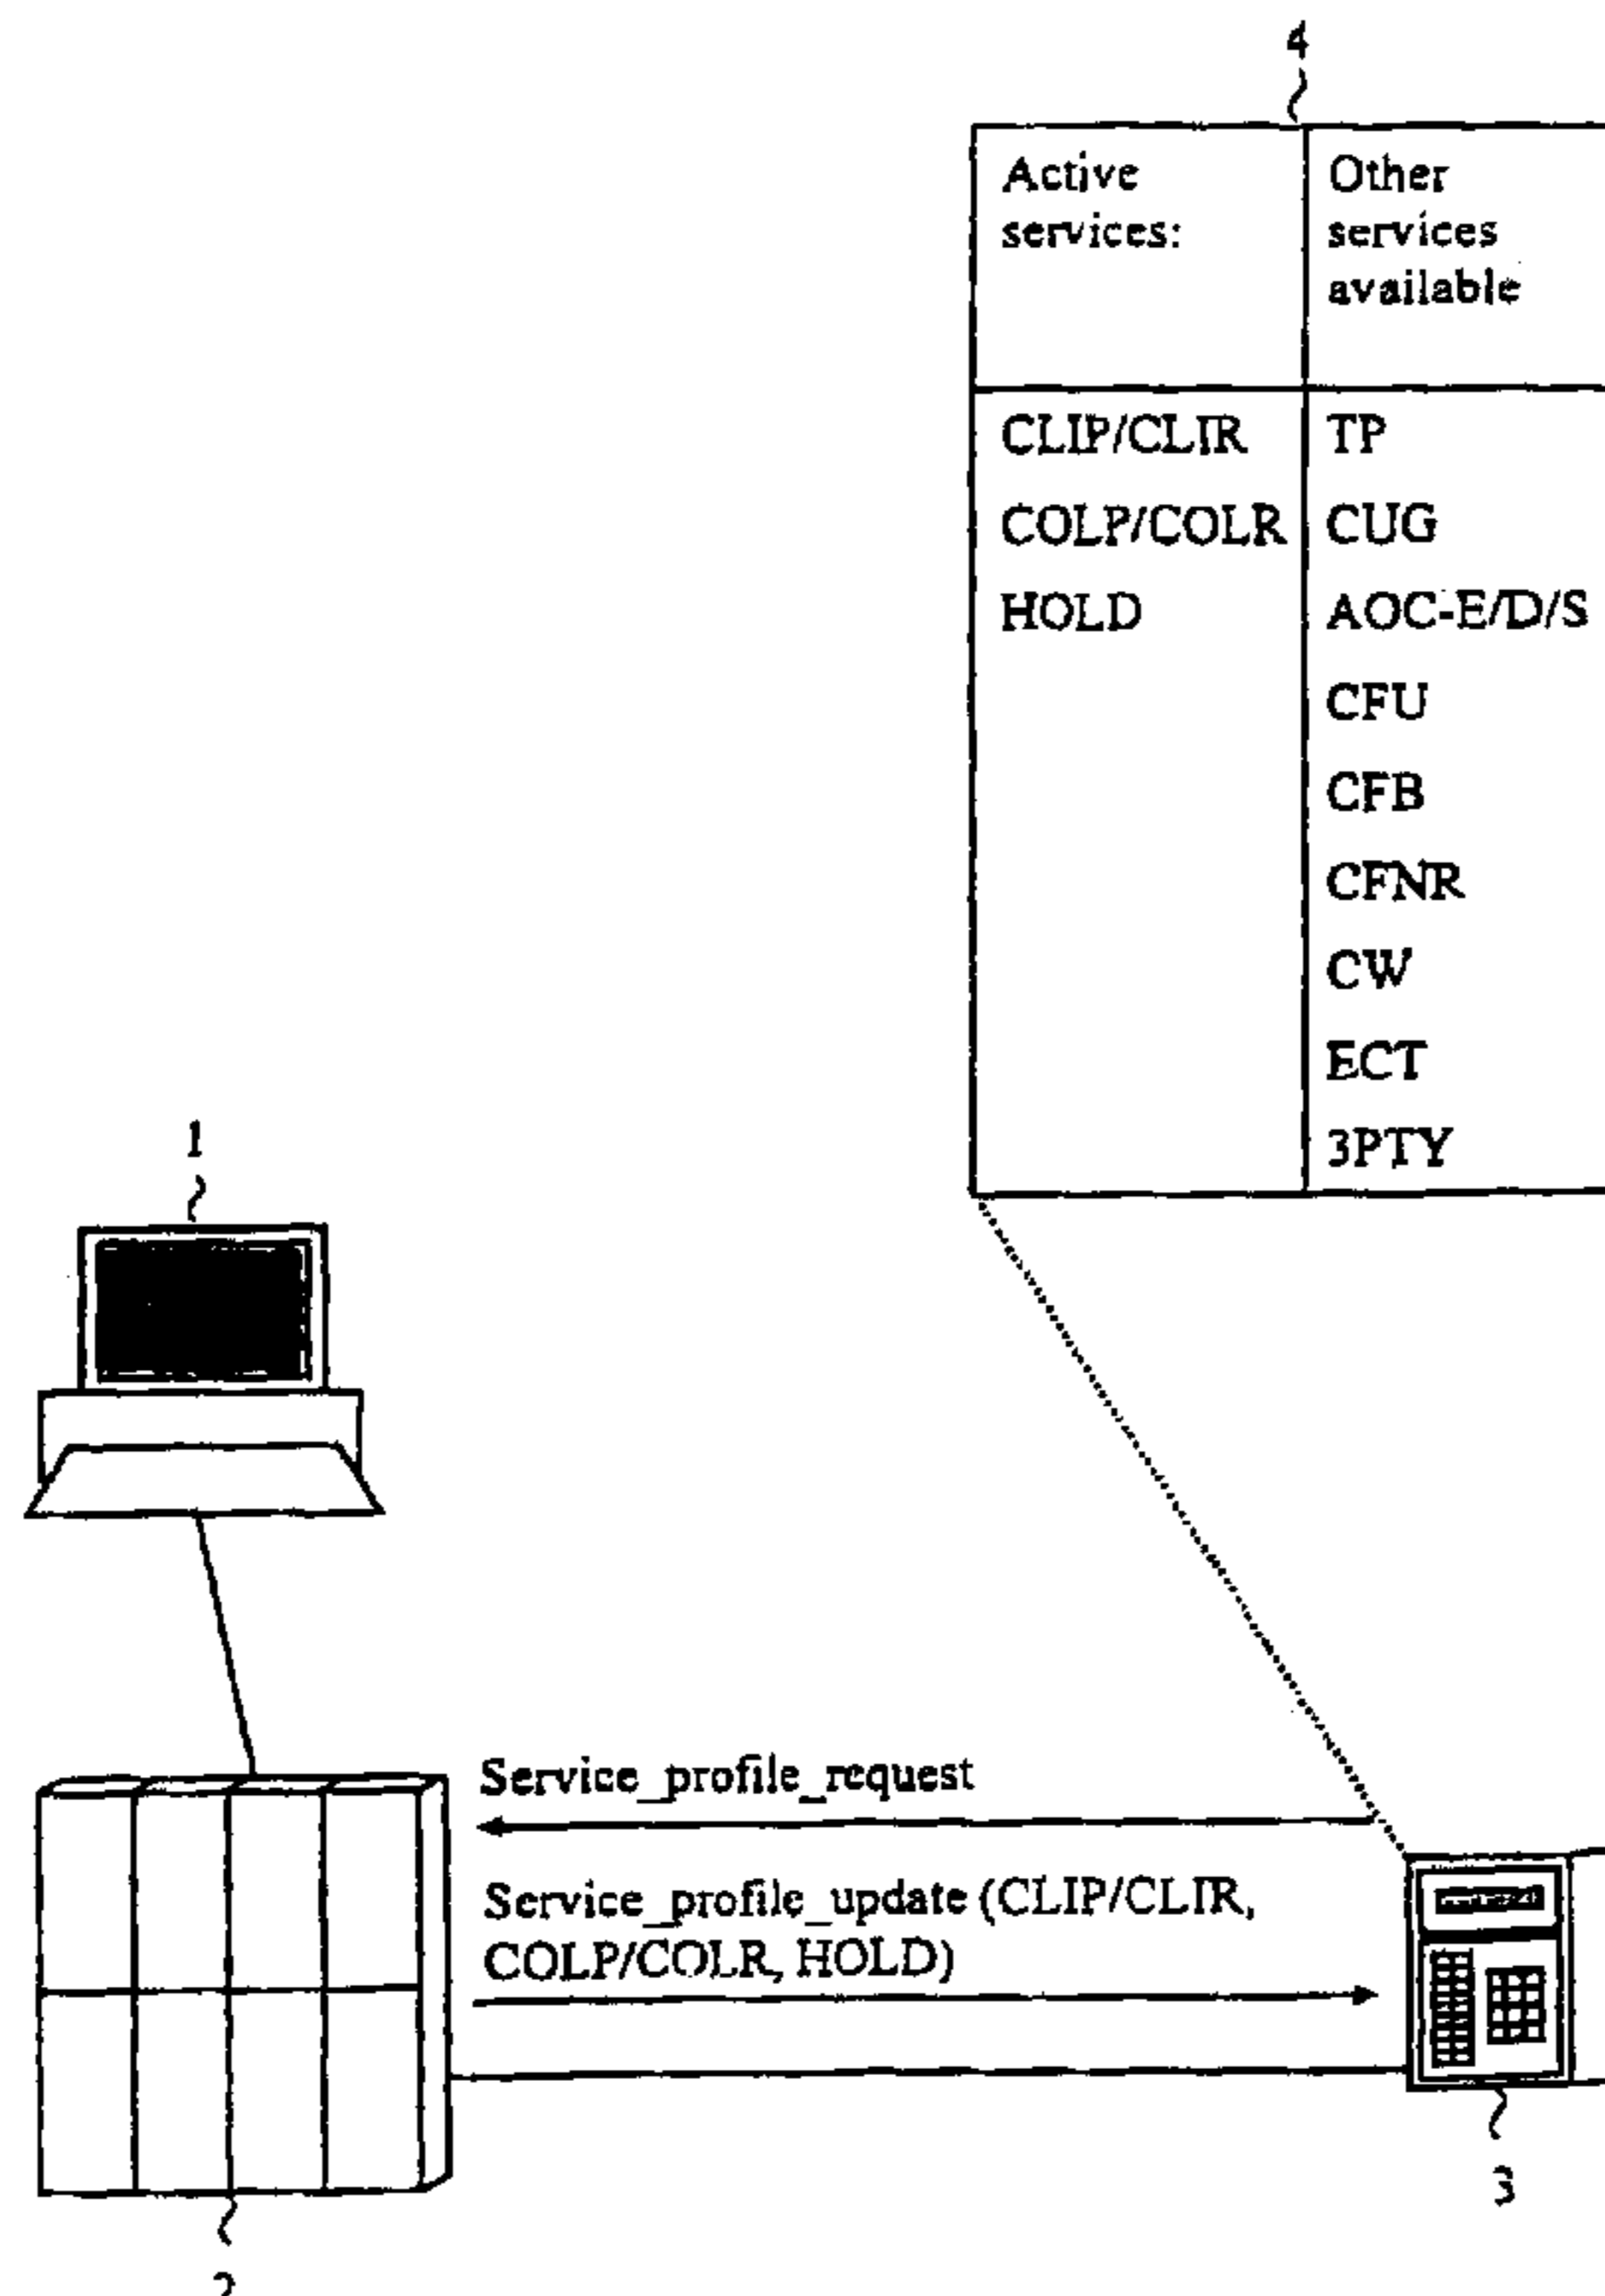 4
Active
services:
Other
services
available
CLIP/CLIR
TP
COLP/COLR
CUG
HOLD
AOC-E/D/S
CFU
CFB
CFNR
CW
ECT
3PTY
1
Service_profile_request
Service_profile_update (CLIP/CLIR,
COLP/COLR, HOLD)
3
2